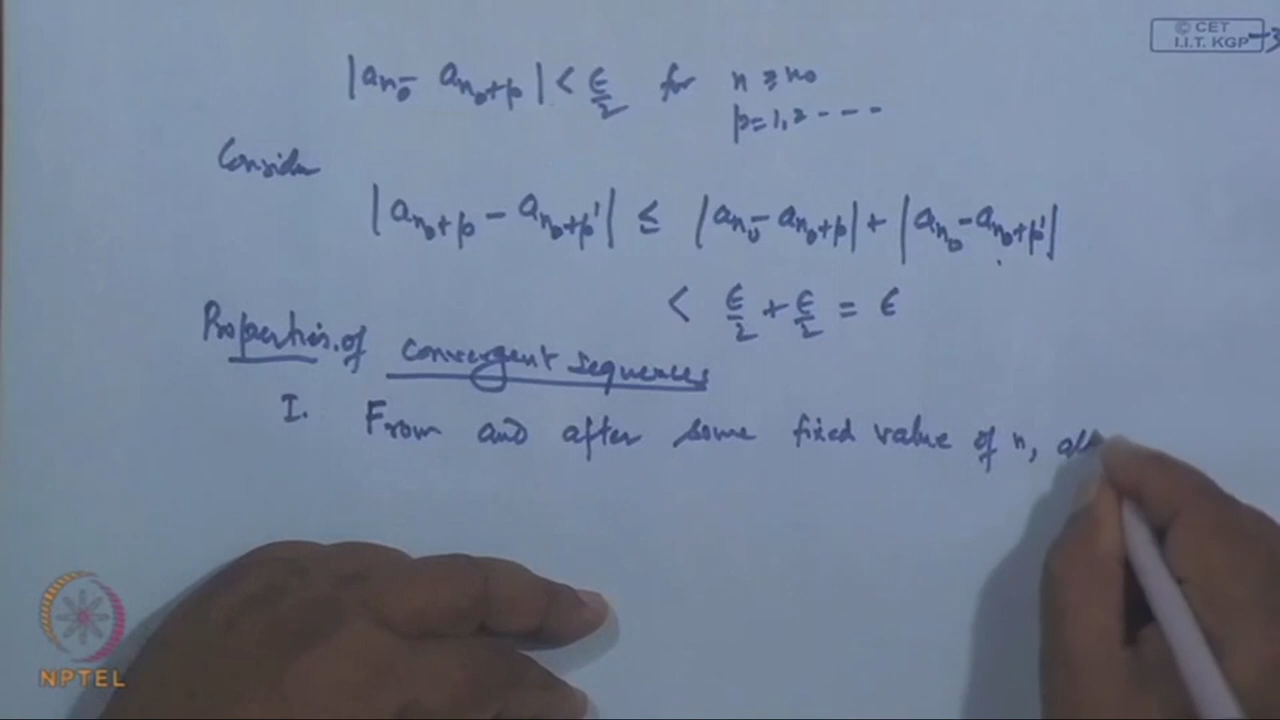 © CET
I.I.T. KGP
|a_{n_0} - a_{n_0+p}| < ε/2 for n ≥ n_0
p = 1, 2 - - - -
Consider
|a_{n_0+p} - a_{n_0+p'}| ≤ |a_{n_0} - a_{n_0+p}| + |a_{n_0} - a_{n_0+p'}|
< ε/2 + ε/2 = ε
Properties of convergent sequences
I. From and after some fixed value of n,
NPTEL